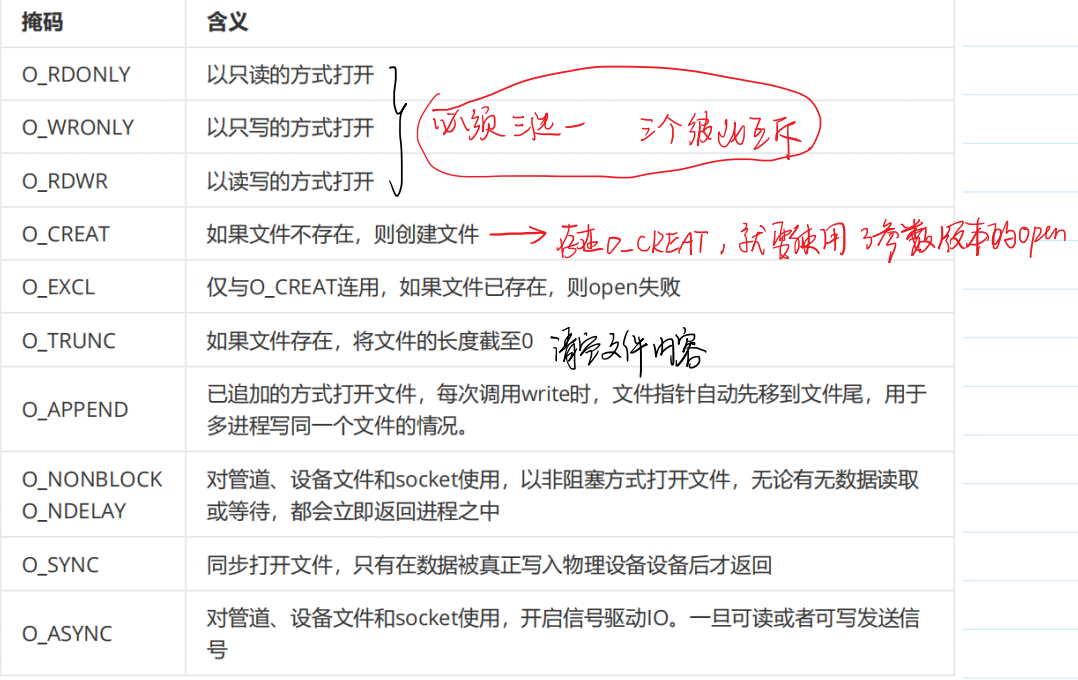 掩码 含义
O_RDONLY 以只读的方式打开
O_WRONLY 以只写的方式打开 必须三选一 三个彼此互斥
O_RDWR 以读写的方式打开
O_CREAT 如果文件不存在，则创建文件 存在O_CREAT，就要使用3参数版本的open
O_EXCL 仅与O_CREAT连用，如果文件已存在，则open失败
O_TRUNC 如果文件存在，将文件的长度截至0 清空文件内容
O_APPEND 已追加的方式打开文件，每次调用write时，文件指针自动先移到文件尾，用于
多进程写同一个文件的情况。
O_NONBLOCK 对管道、设备文件和socket使用，以非阻塞方式打开文件，无论有无数据读取
O_NDELAY 或等待，都会立即返回进程之中
O_SYNC 同步打开文件，只有在数据被真正写入物理设备设备后才返回
O_ASYNC 对管道、设备文件和socket使用，开启信号驱动IO。一旦可读或者可写发送信
号